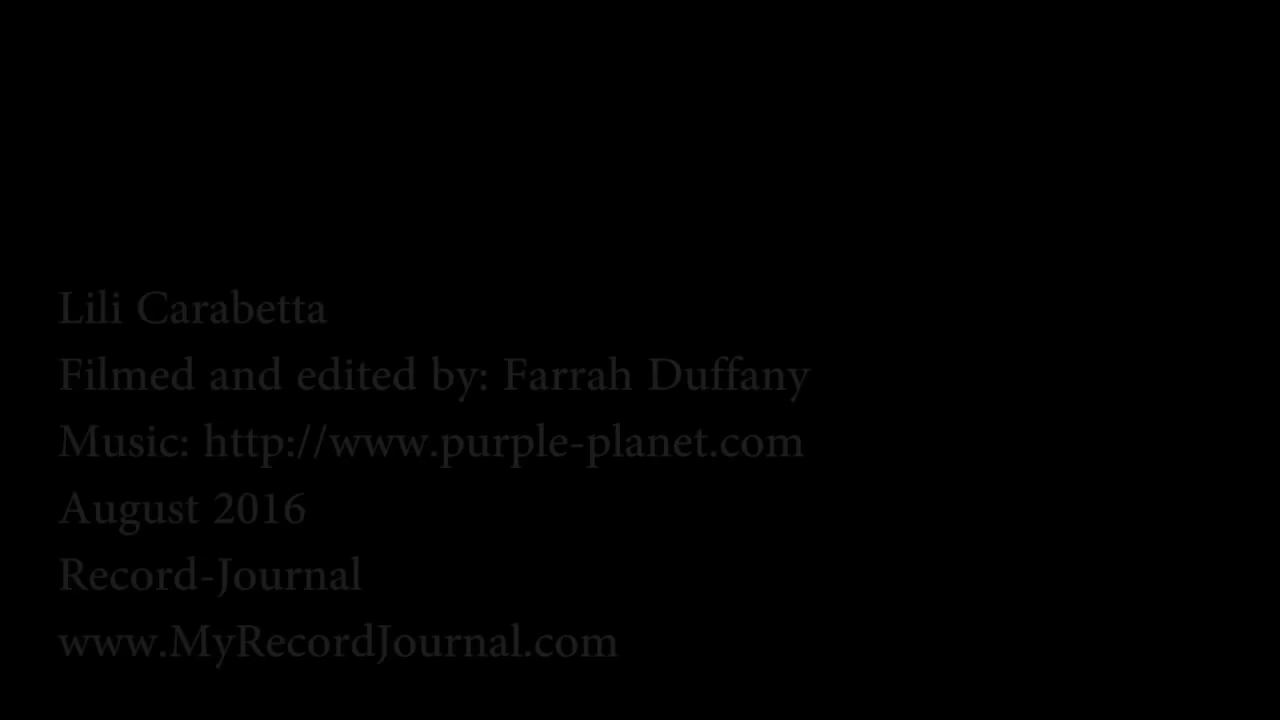 Lili Carabetta
Filmed and edited by: Farrah Duffany
Music: http://www.purple-planet.com
August 2016
Record-Journal
www.MyRecordJournal.com